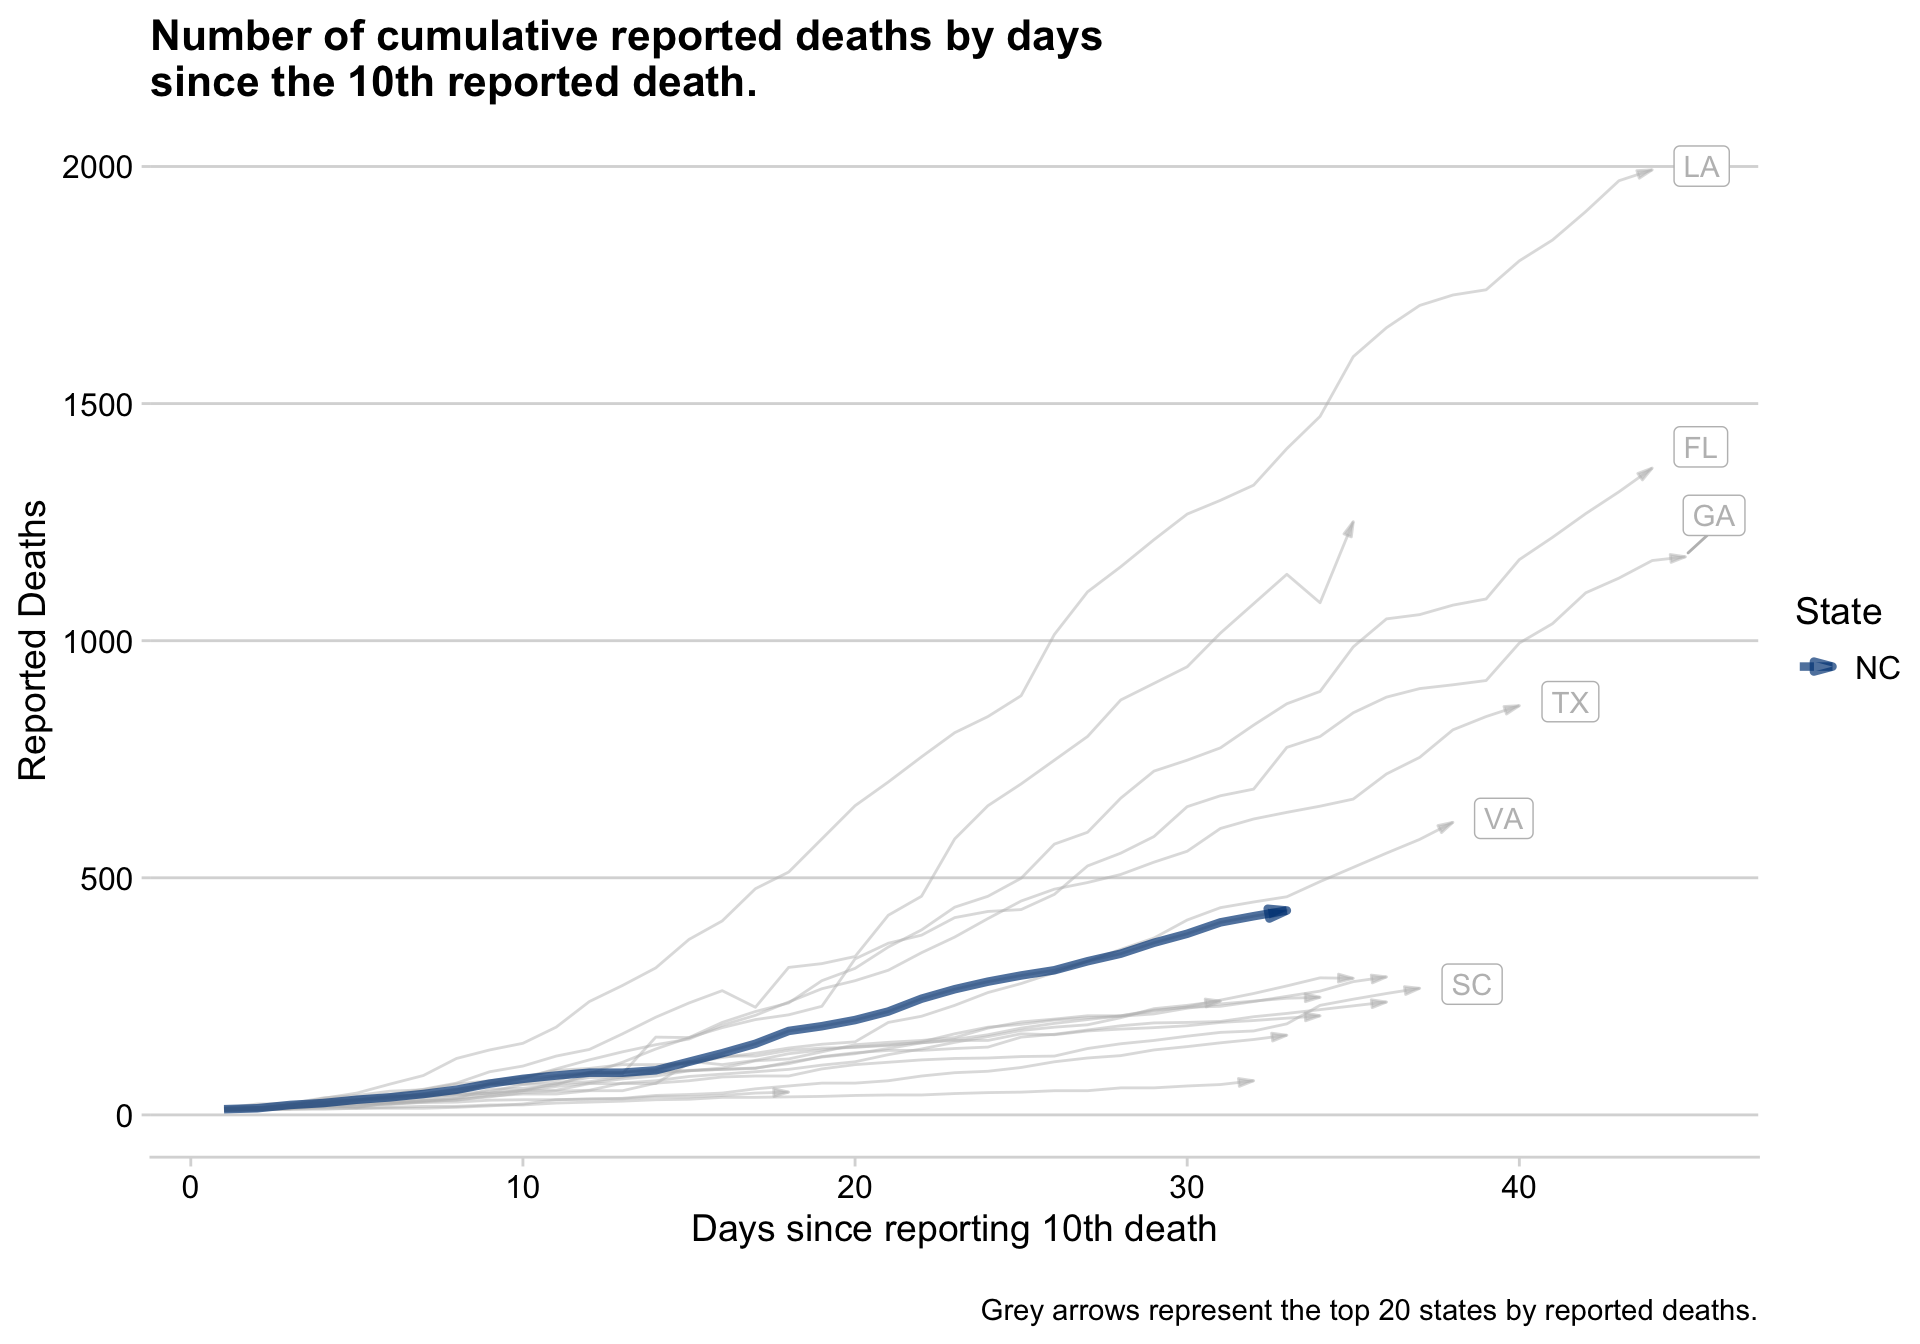 Number of cumulative reported deaths by days
since the 10th reported death.
2000
1500
1000
500
0
Reported Deaths
LA
FL
GA
TX
VA
SC
State
NC
0 10 20 30 40
Days since reporting 10th death
Grey arrows represent the top 20 states by reported deaths.